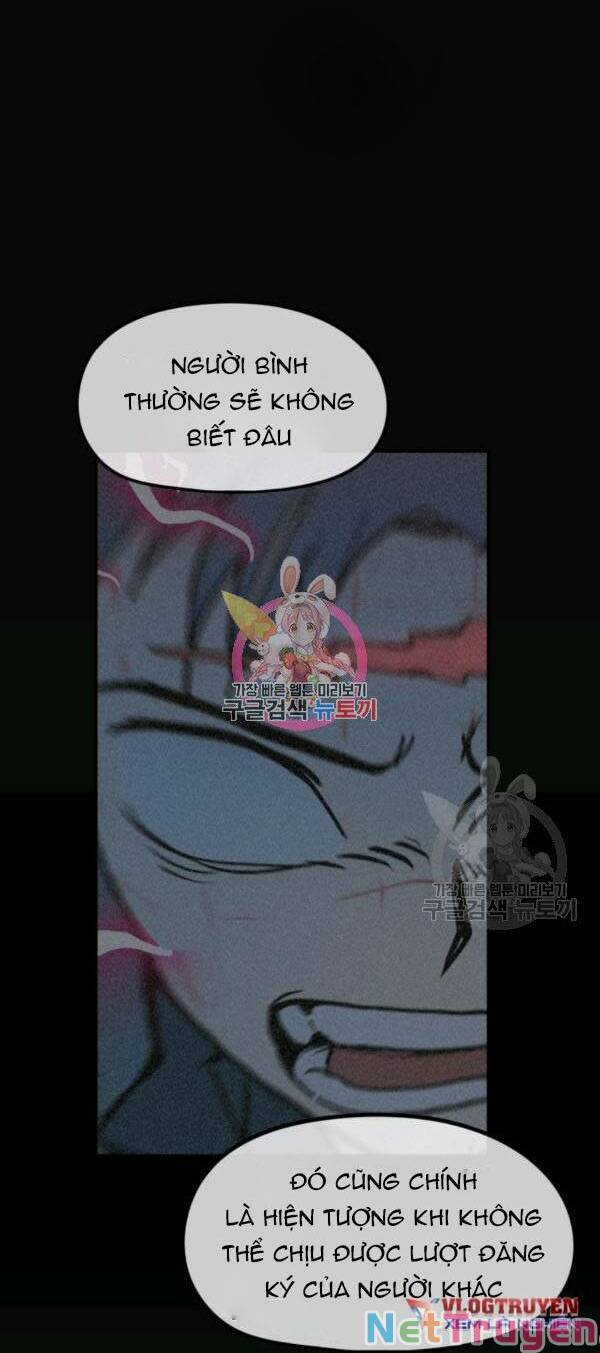 NGƯỜI BÌNH
THƯỜNG SẼ KHÔNG
BIẾT ĐÂU
가장 빠른 웹툰 미리보기
구글검색 뉴토끼
가장 빠른 웹툰 미리보기
구글검색 뉴토끼
ĐÓ CŨNG CHÍNH
LÀ HIỆN TƯỢNG KHI KHÔNG
THỂ CHỊU ĐƯỢC LƯỢT ĐĂNG
KÝ CỦA NGƯỜI KHÁC
VLOGTRUYEN
XEM LÀ NGHIỆN
NetTruyen